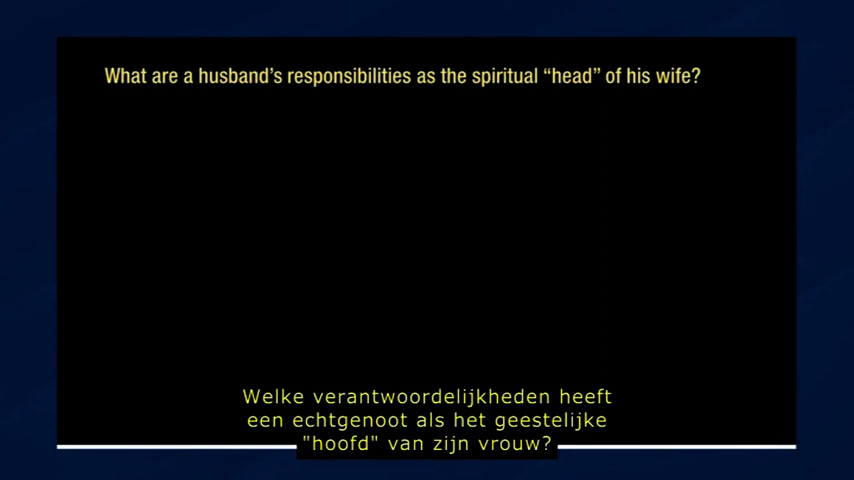 What are a husband’s responsibilities as the spiritual “head” of his wife?
Welke verantwoordelijkheden heeft
een echtgenoot als het geestelijke
"hoofd" van zijn vrouw?